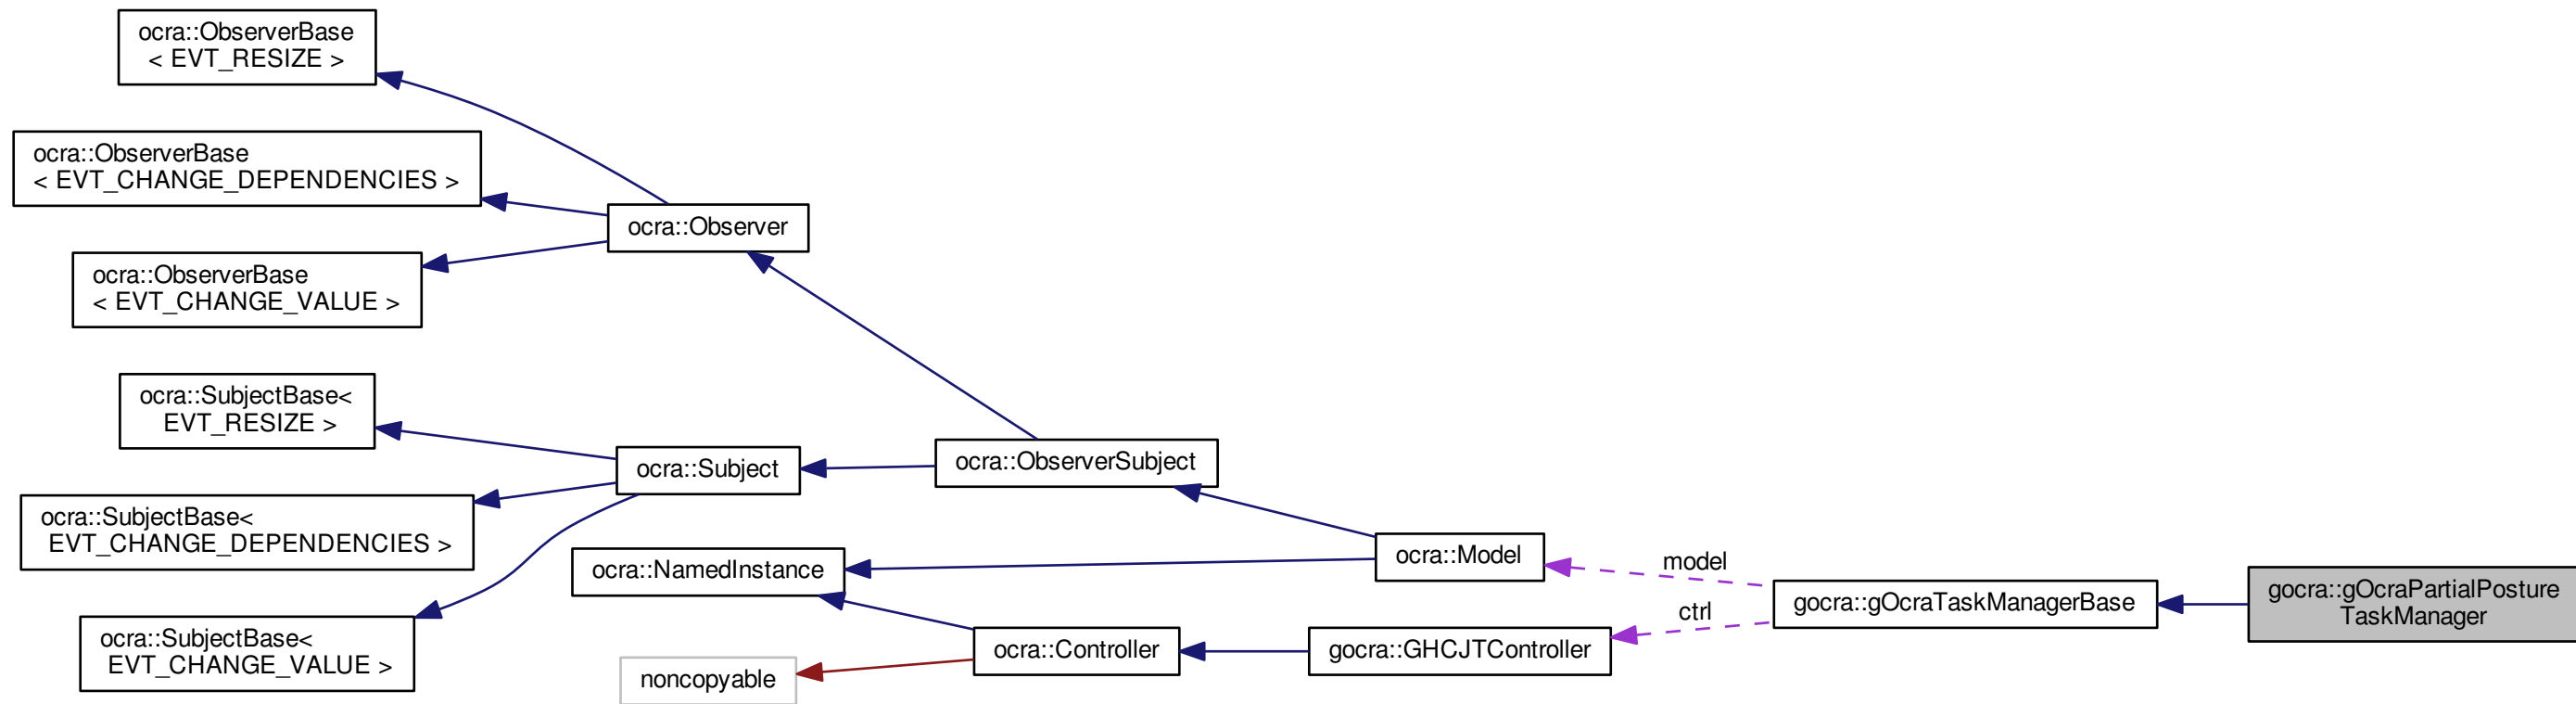 ocra::ObserverBase
< EVT_RESIZE >
ocra::ObserverBase
< EVT_CHANGE_DEPENDENCIES >
ocra::ObserverBase
< EVT_CHANGE_VALUE >
ocra::Observer
ocra::SubjectBase<
EVT_RESIZE >
ocra::SubjectBase<
EVT_CHANGE_DEPENDENCIES >
ocra::SubjectBase<
EVT_CHANGE_VALUE >
ocra::Subject
ocra::ObserverSubject
ocra::NamedInstance
ocra::Model
noncopyable
ocra::Controller
gocra::GHCJTController
model
ctrl
gocra::gOcraTaskManagerBase
gocra::gOcraPartialPosture
TaskManager